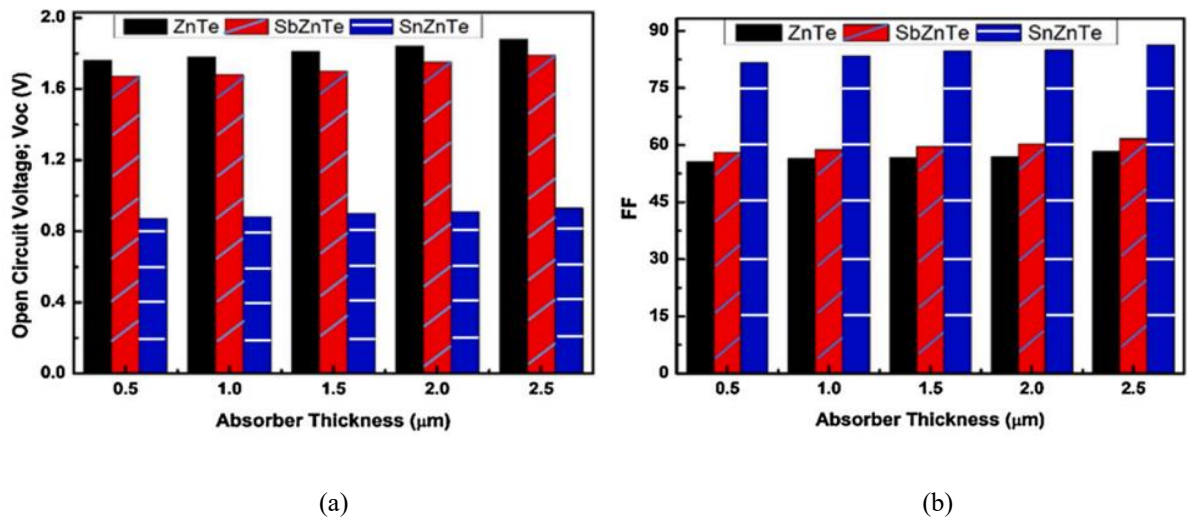 ZnTe SbZnTe SnZnTe
Open Circuit Voltage; Voc (V)
2.0
1.6
1.2
0.8
0.4
0.0
0.5 1.0 1.5 2.0 2.5
Absorber Thickness (μm)
(a)
ZnTe SbZnTe SnZnTe
FF
90
75
60
45
30
15
0
0.5 1.0 1.5 2.0 2.5
Absorber Thickness (μm)
(b)